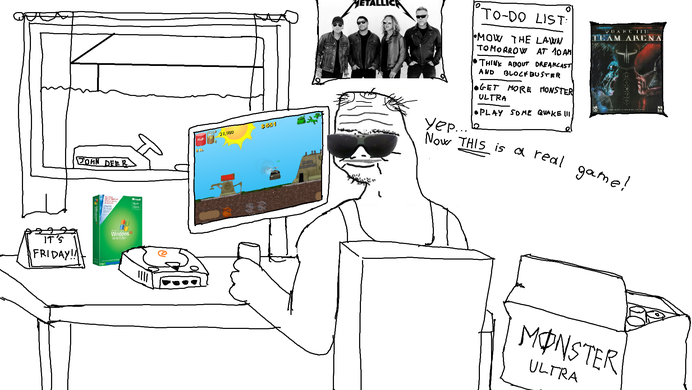 METALLICA
TO-DO LIST:
•MOW THE LAWN
TOMORROW AT 10AM
•THINK ABOUT DREAMCAST
AND BLOCKBUSTER
•GET MORE MONSTER
ULTRA
•PLAY SOME QUAKE III
QUAKE III
TEAM ARENA
Yep...
Now THIS is a real game!
JOHN DEER
IT'S
FRIDAY!!
Windows
MONSTER
ULTRA